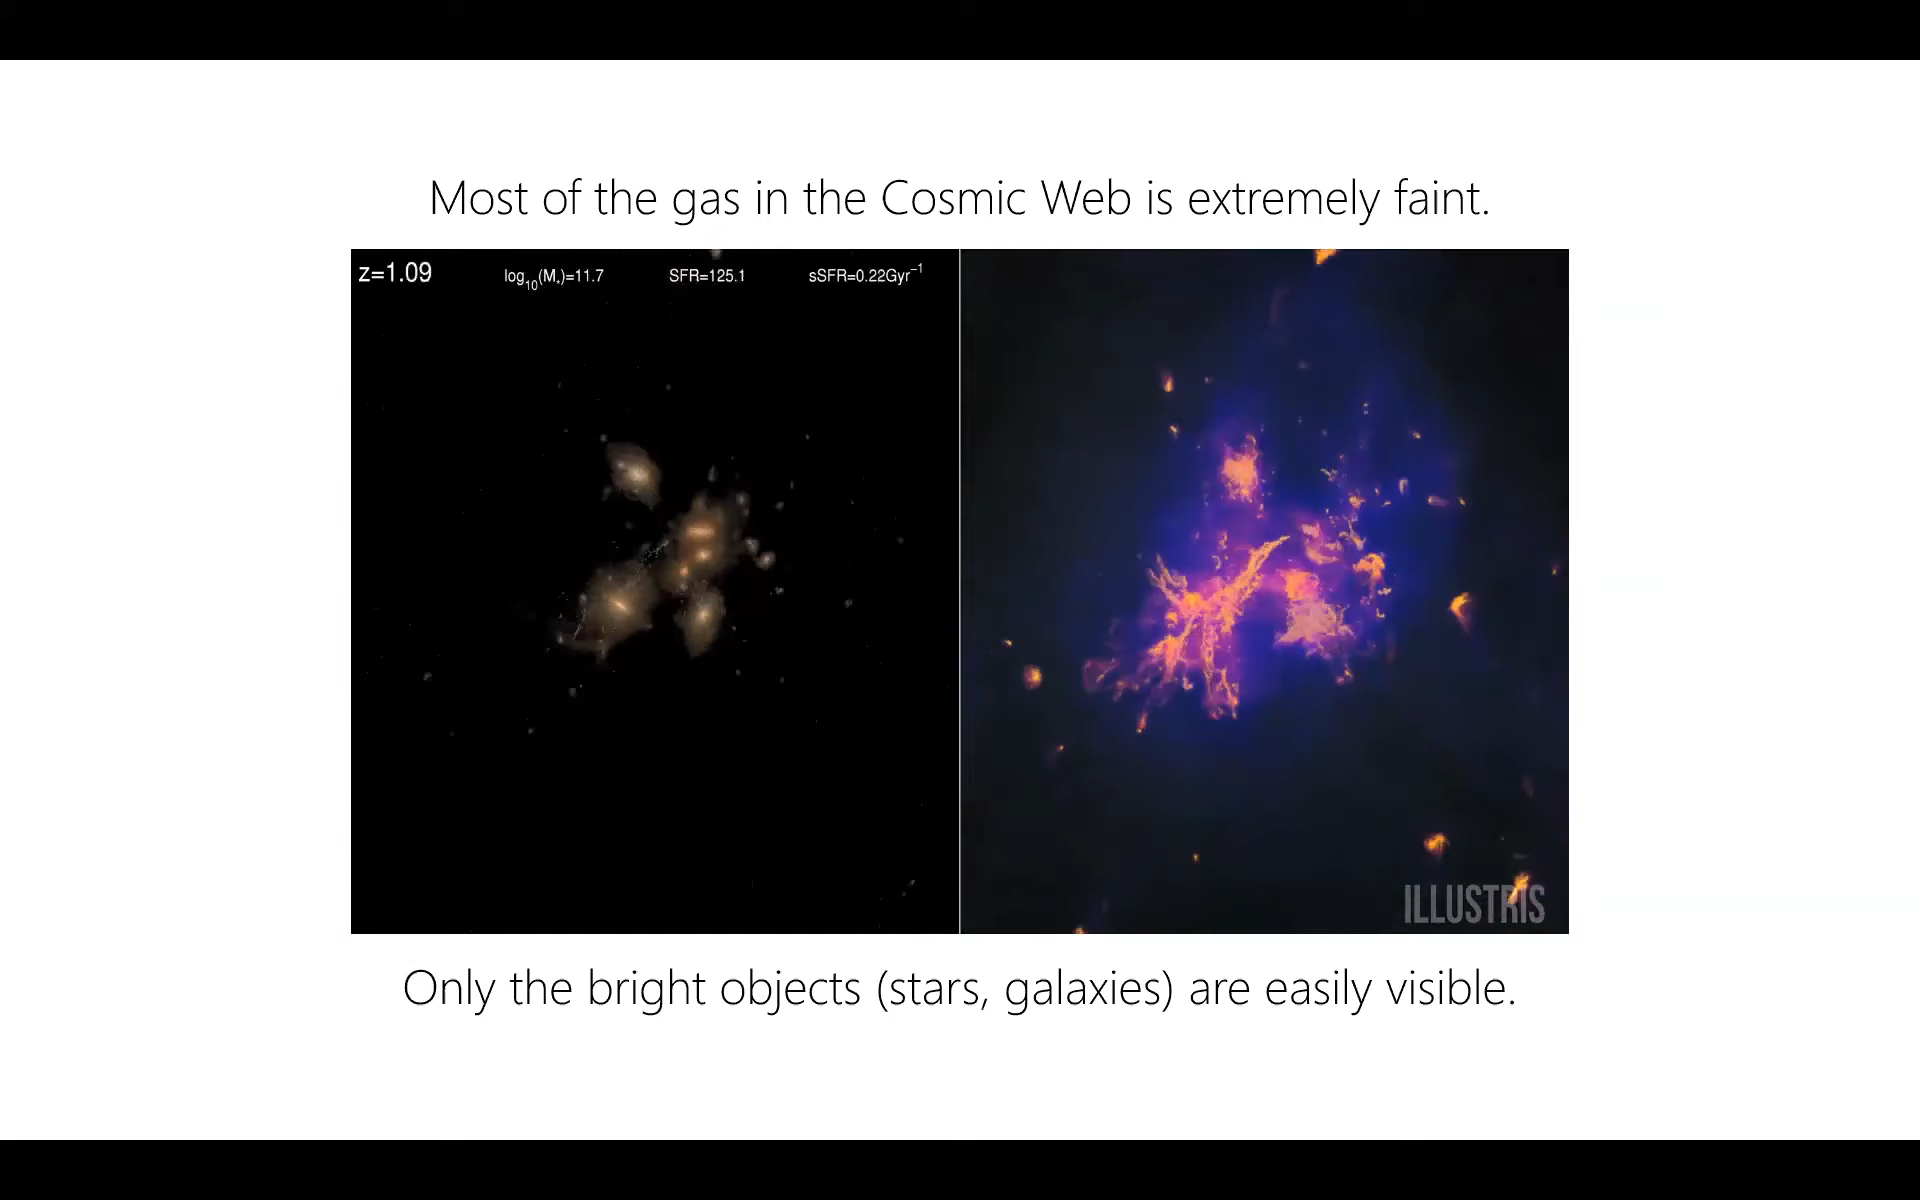 Most of the gas in the Cosmic Web is extremely faint.
z=1.09 log₁₀(M*)=11.7 SFR=125.1 sSFR=0.22Gyr⁻¹
ILLUSTRIS
Only the bright objects (stars, galaxies) are easily visible.